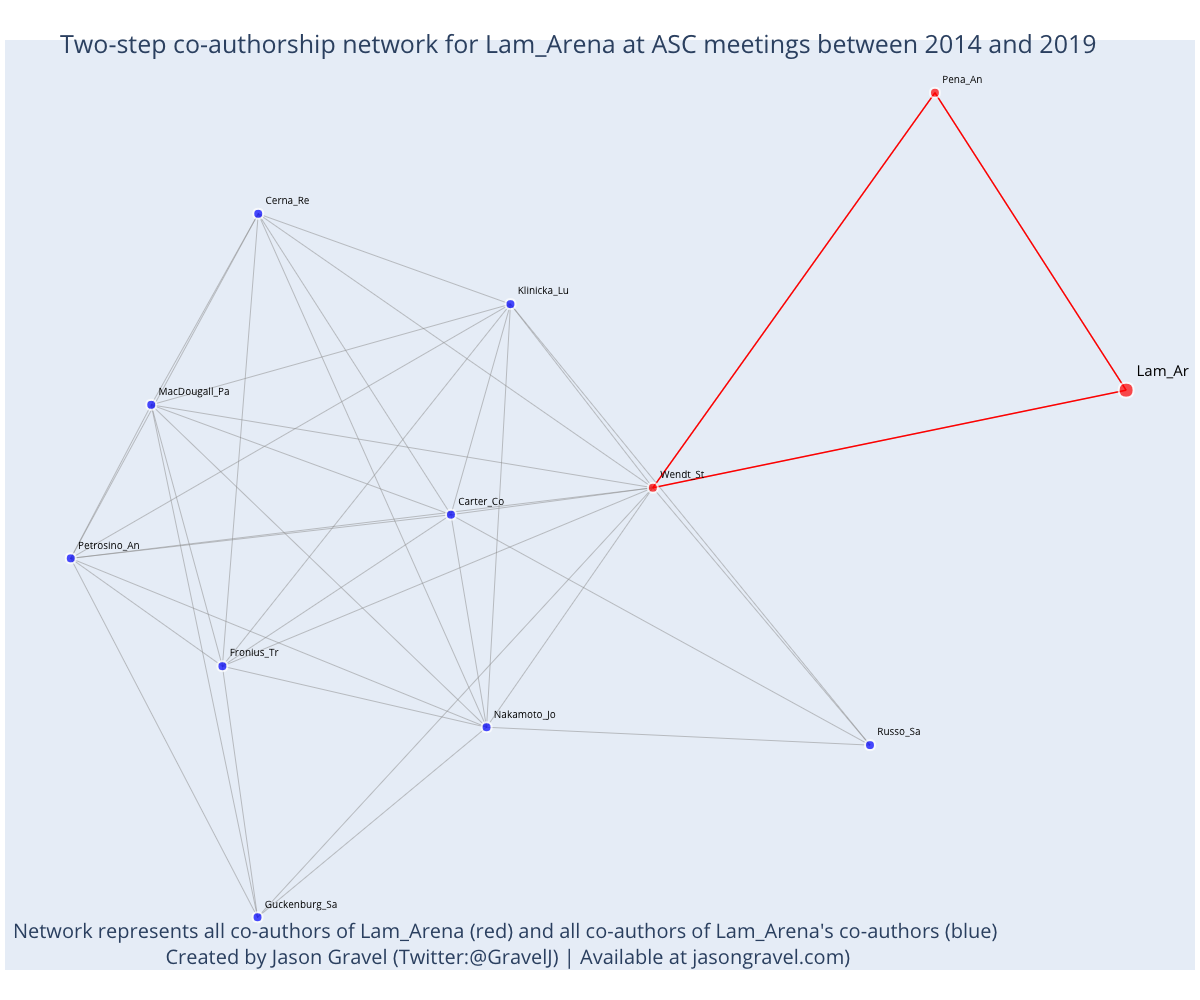 Two-step co-authorship network for Lam_Arena at ASC meetings between 2014 and 2019
Pena_An
Cerna_Re
Klinicka_Lu
Lam_Ar
MacDougall_Pa
Wendt_St
Carter_Co
Petrosino_An
Fronius_Tr
Nakamoto_Jo
Russo_Sa
Guckenburg_Sa
Network represents all co-authors of Lam_Arena (red) and all co-authors of Lam_Arena's co-authors (blue)
Created by Jason Gravel (Twitter:@GravelJ) | Available at jasongravel.com)